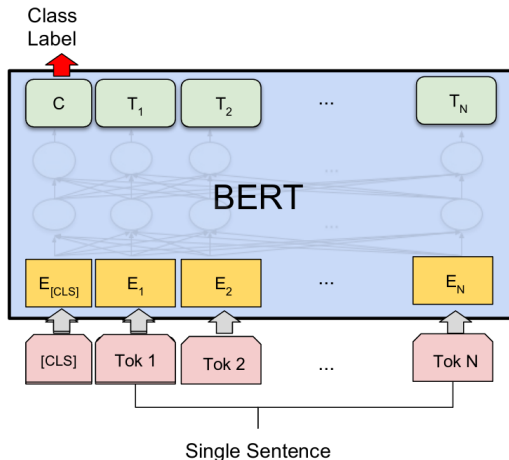 Class
Label
C T1 T2 ... TN
...
BERT
...
E[CLS] E1 E2 EN
[CLS] Tok 1 Tok 2 ... Tok N
Single Sentence